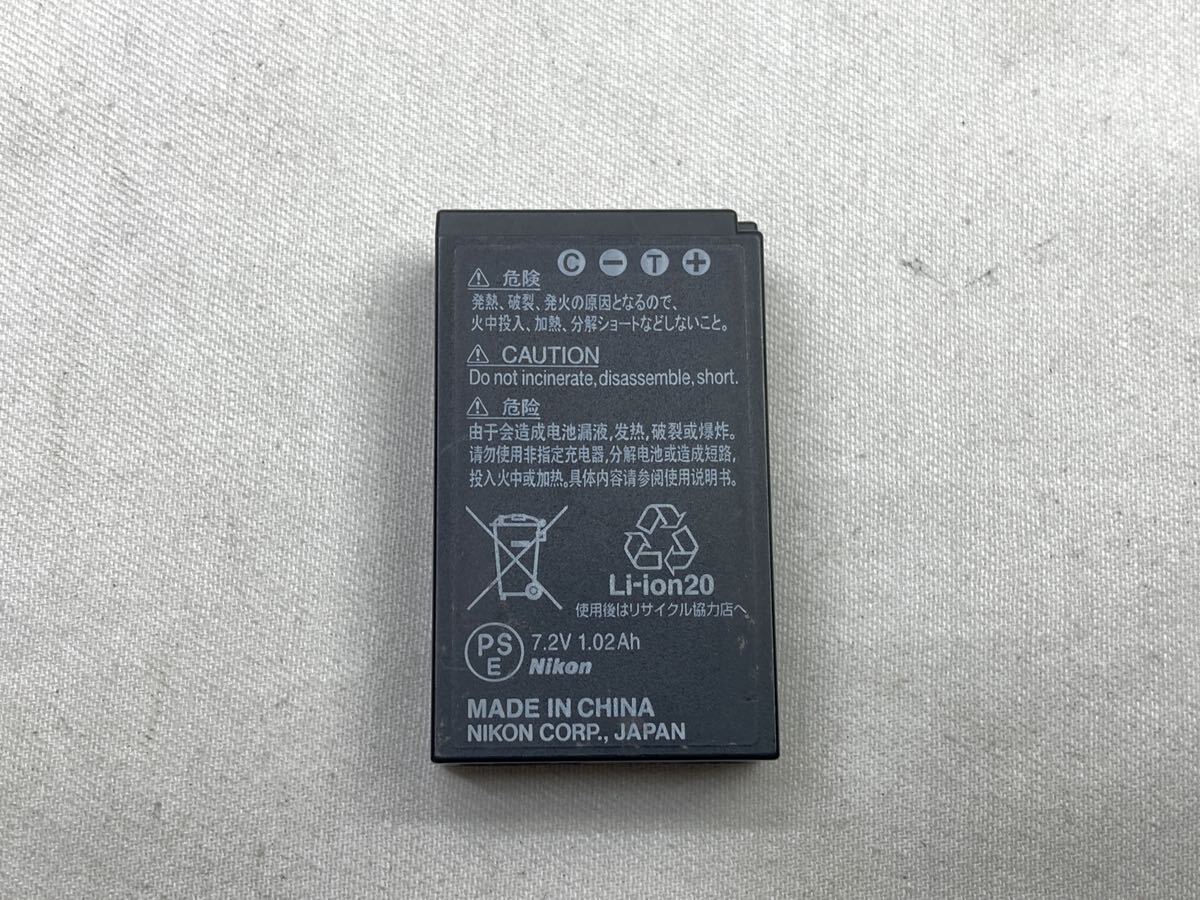 C − T +
⚠ 危険
発熱、破裂、発火の原因となるので、
火中投入、加熱、分解ショートなどしないこと。
⚠ CAUTION
Do not incinerate, disassemble, short.
⚠ 危险
由于会造成电池漏液,发热,破裂或爆炸。
请勿使用非指定充电器,分解电池或造成短路,
投入火中或加热。具体内容请参阅使用说明书。
Li-ion20
使用後はリサイクル協力店へ
PS
E
7.2V 1.02Ah
Nikon
MADE IN CHINA
NIKON CORP., JAPAN